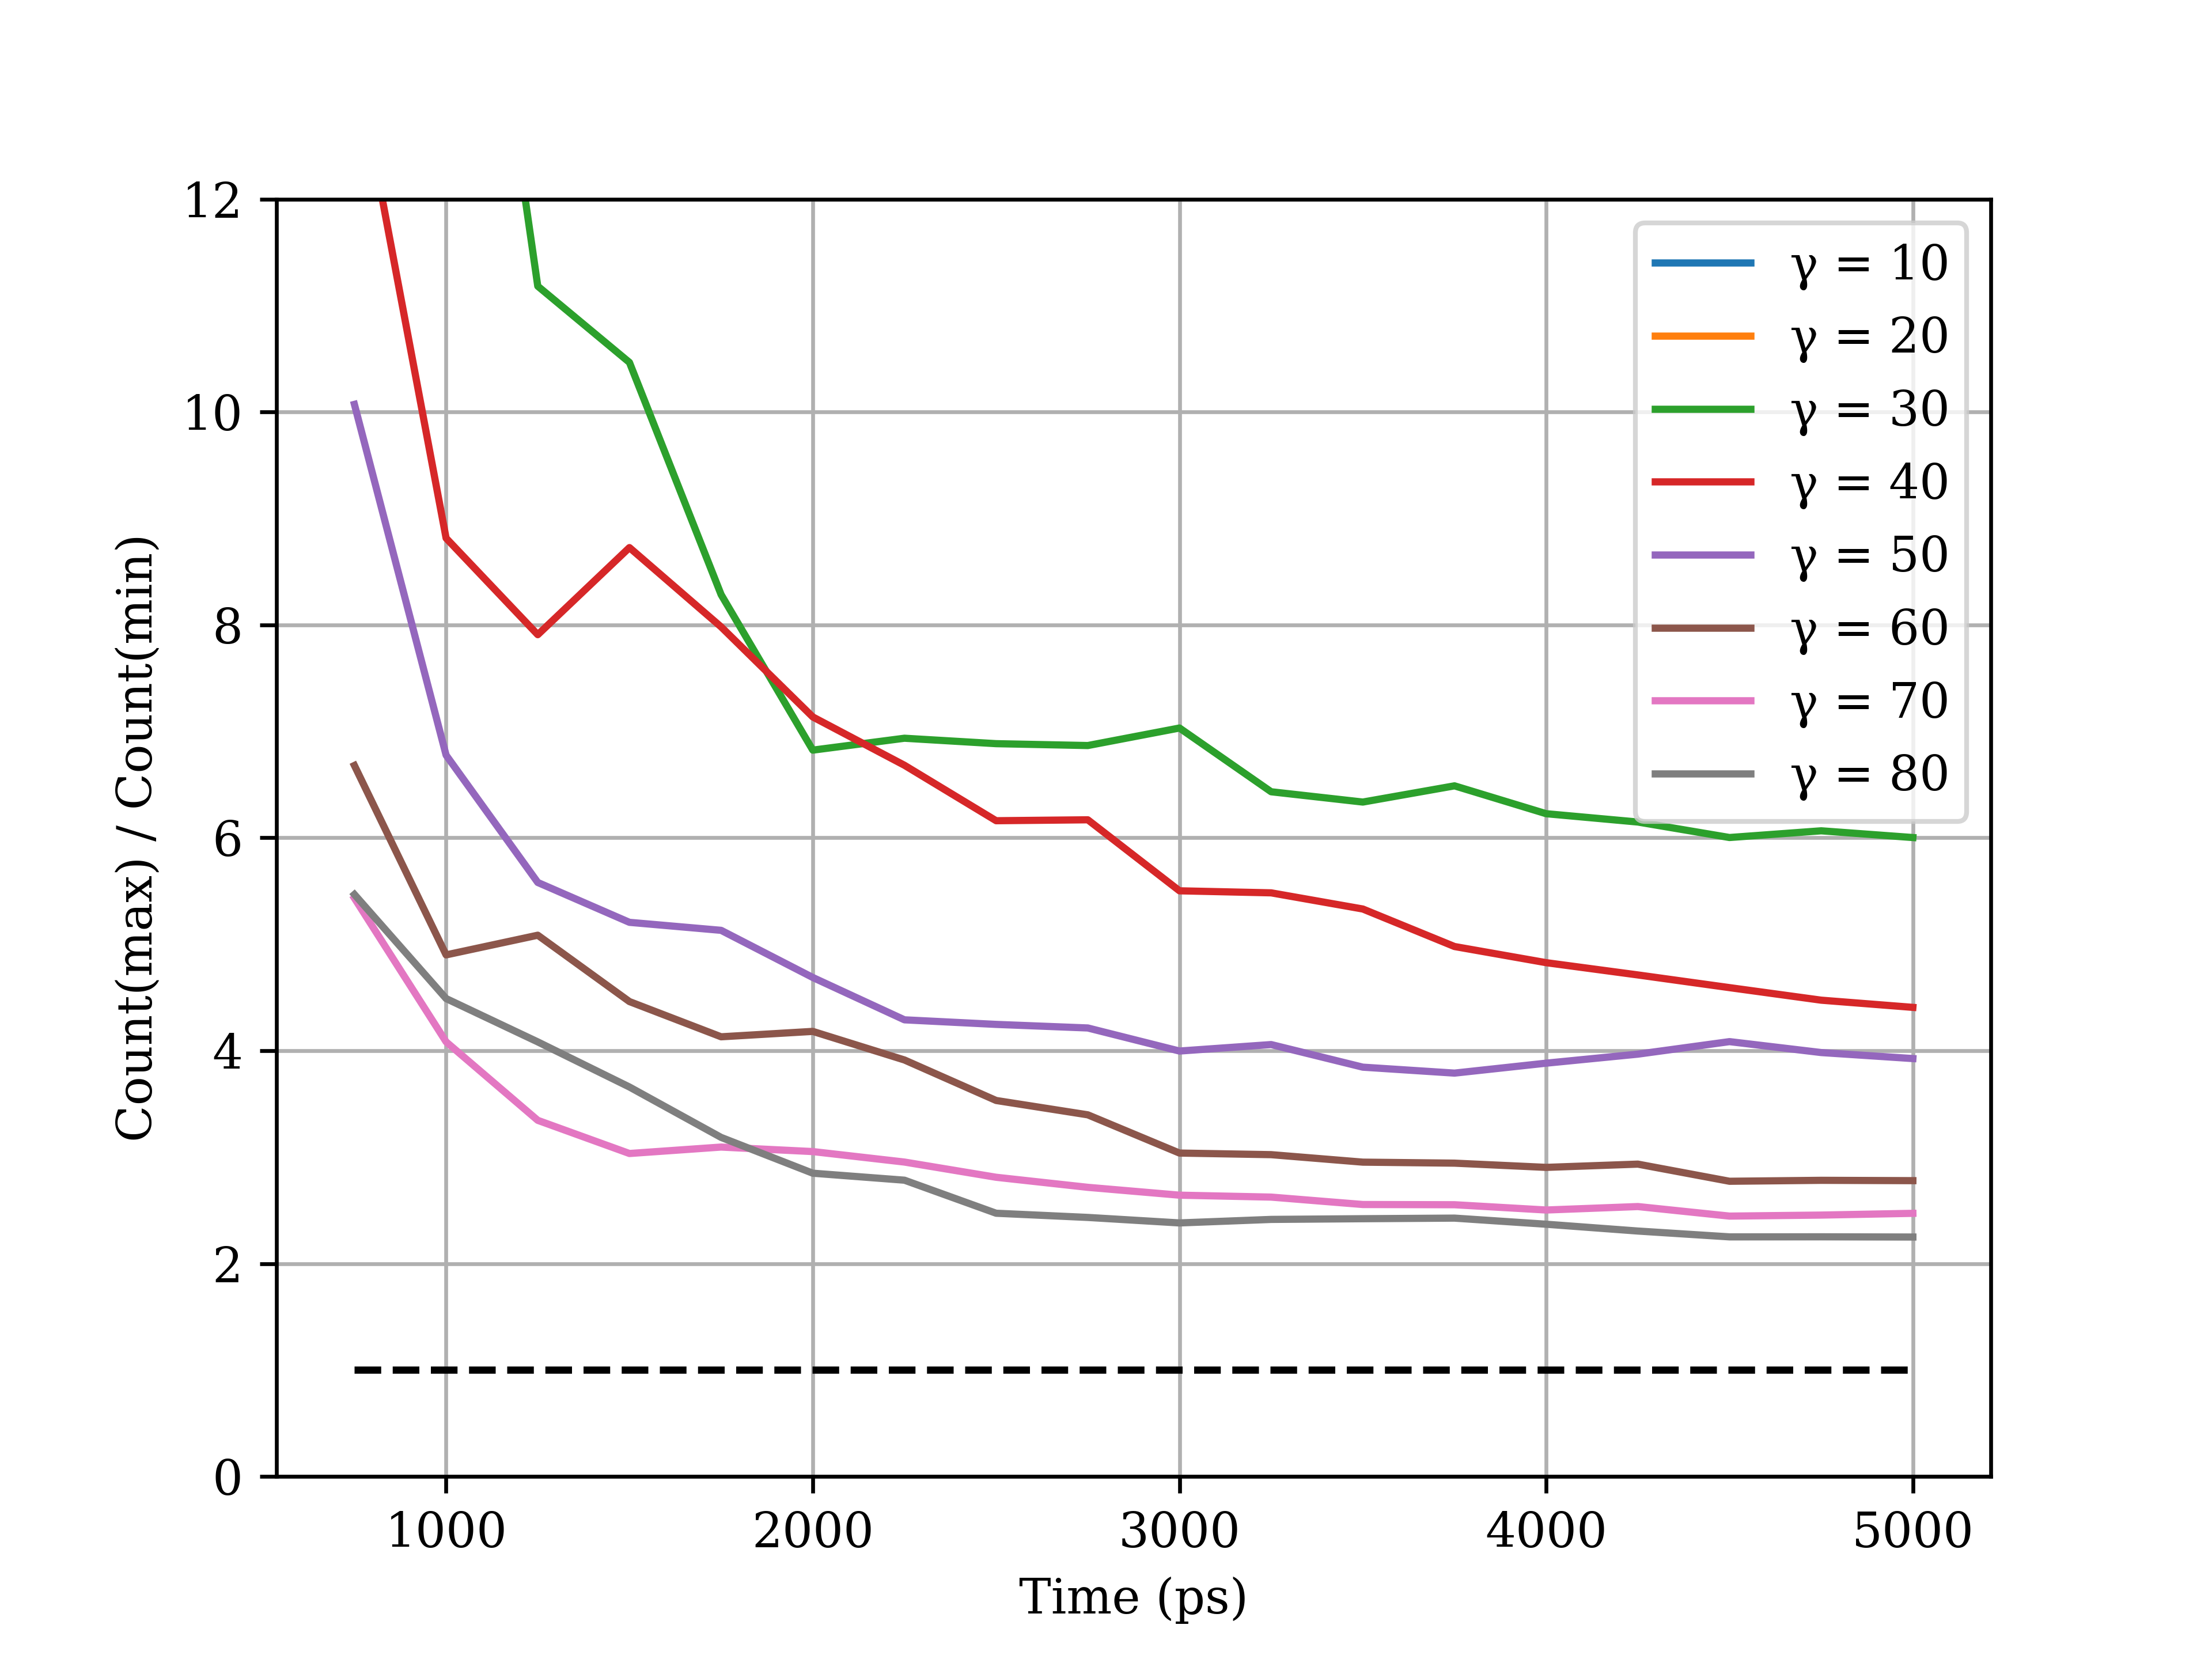 12
10
8
6
4
2
0
Count(max) / Count(min)
γ = 10
γ = 20
γ = 30
γ = 40
γ = 50
γ = 60
γ = 70
γ = 80
1000 2000 3000 4000 5000
Time (ps)